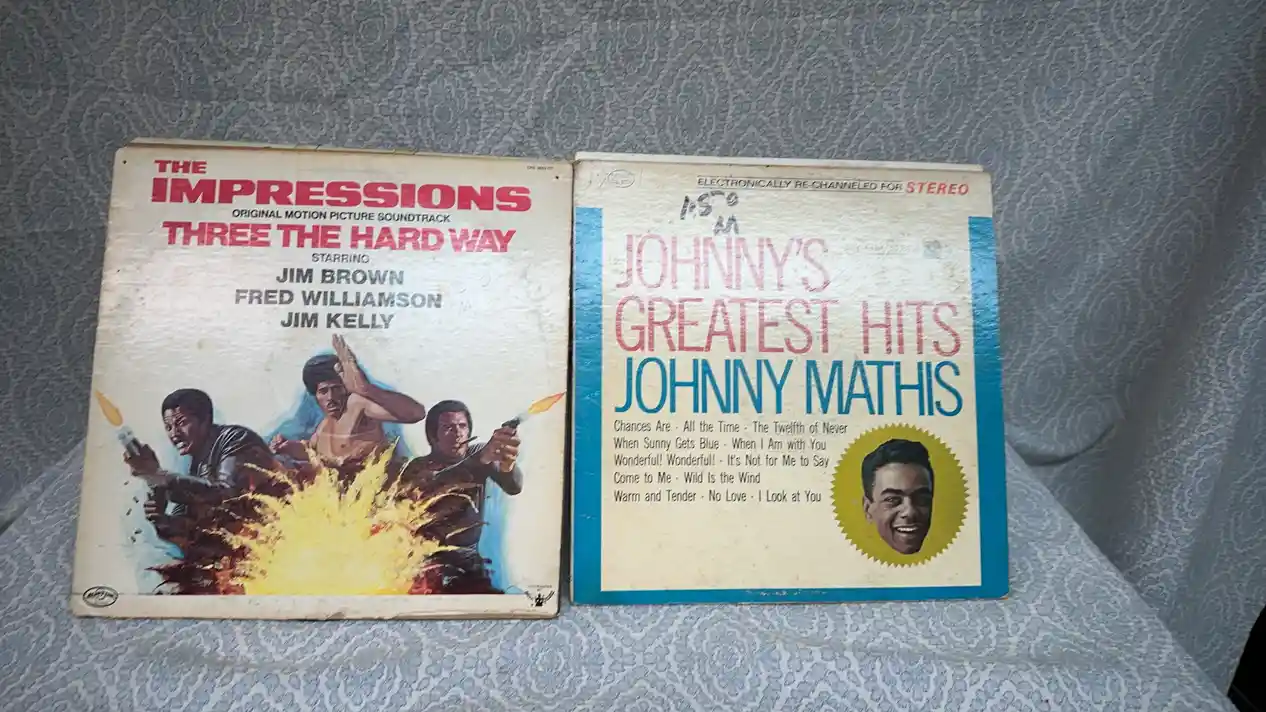 THE
IMPRESSIONS
ORIGINAL MOTION PICTURE SOUNDTRACK
THREE THE HARD WAY
STARRING
JIM BROWN
FRED WILLIAMSON
JIM KELLY
ELECTRONICALLY RE-CHANNELED FOR STEREO
1.50
M
JOHNNY'S
GREATEST HITS
JOHNNY MATHIS
Chances Are · All the Time · The Twelfth of Never
When Sunny Gets Blue · When I Am with You
Wonderful! Wonderful! · It's Not for Me to Say
Come to Me · Wild Is the Wind
Warm and Tender · No Love · I Look at You